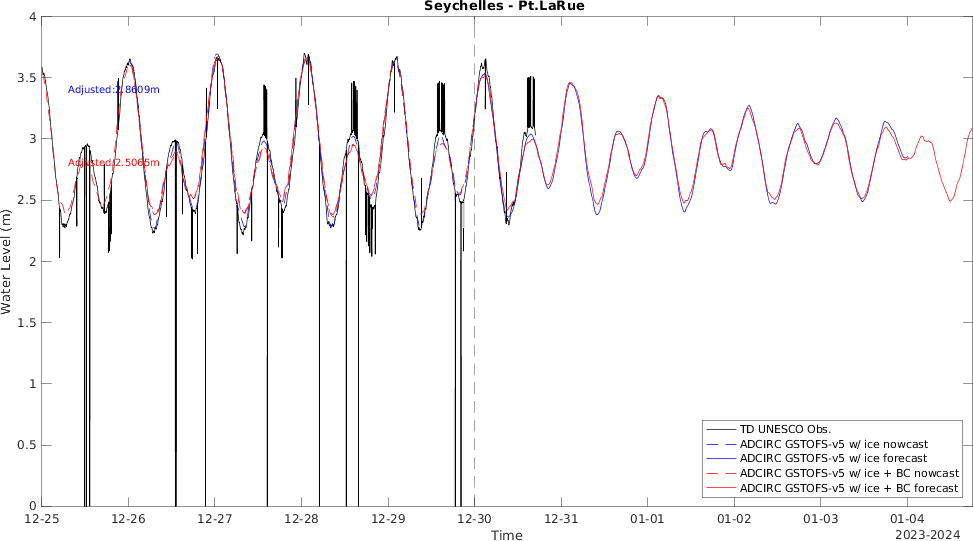 Seychelles - Pt.LaRue
4
3.5
3
2.5
2
1.5
1
0.5
0
Water Level (m)
Adjusted:2.8609m
Adjusted:2.5065m
TD UNESCO Obs.
ADCIRC GSTOFS-v5 w/ ice nowcast
ADCIRC GSTOFS-v5 w/ ice forecast
ADCIRC GSTOFS-v5 w/ ice + BC nowcast
ADCIRC GSTOFS-v5 w/ ice + BC forecast
12-25 12-26 12-27 12-28 12-29 12-30 12-31 01-01 01-02 01-03 01-04
Time
2023-2024